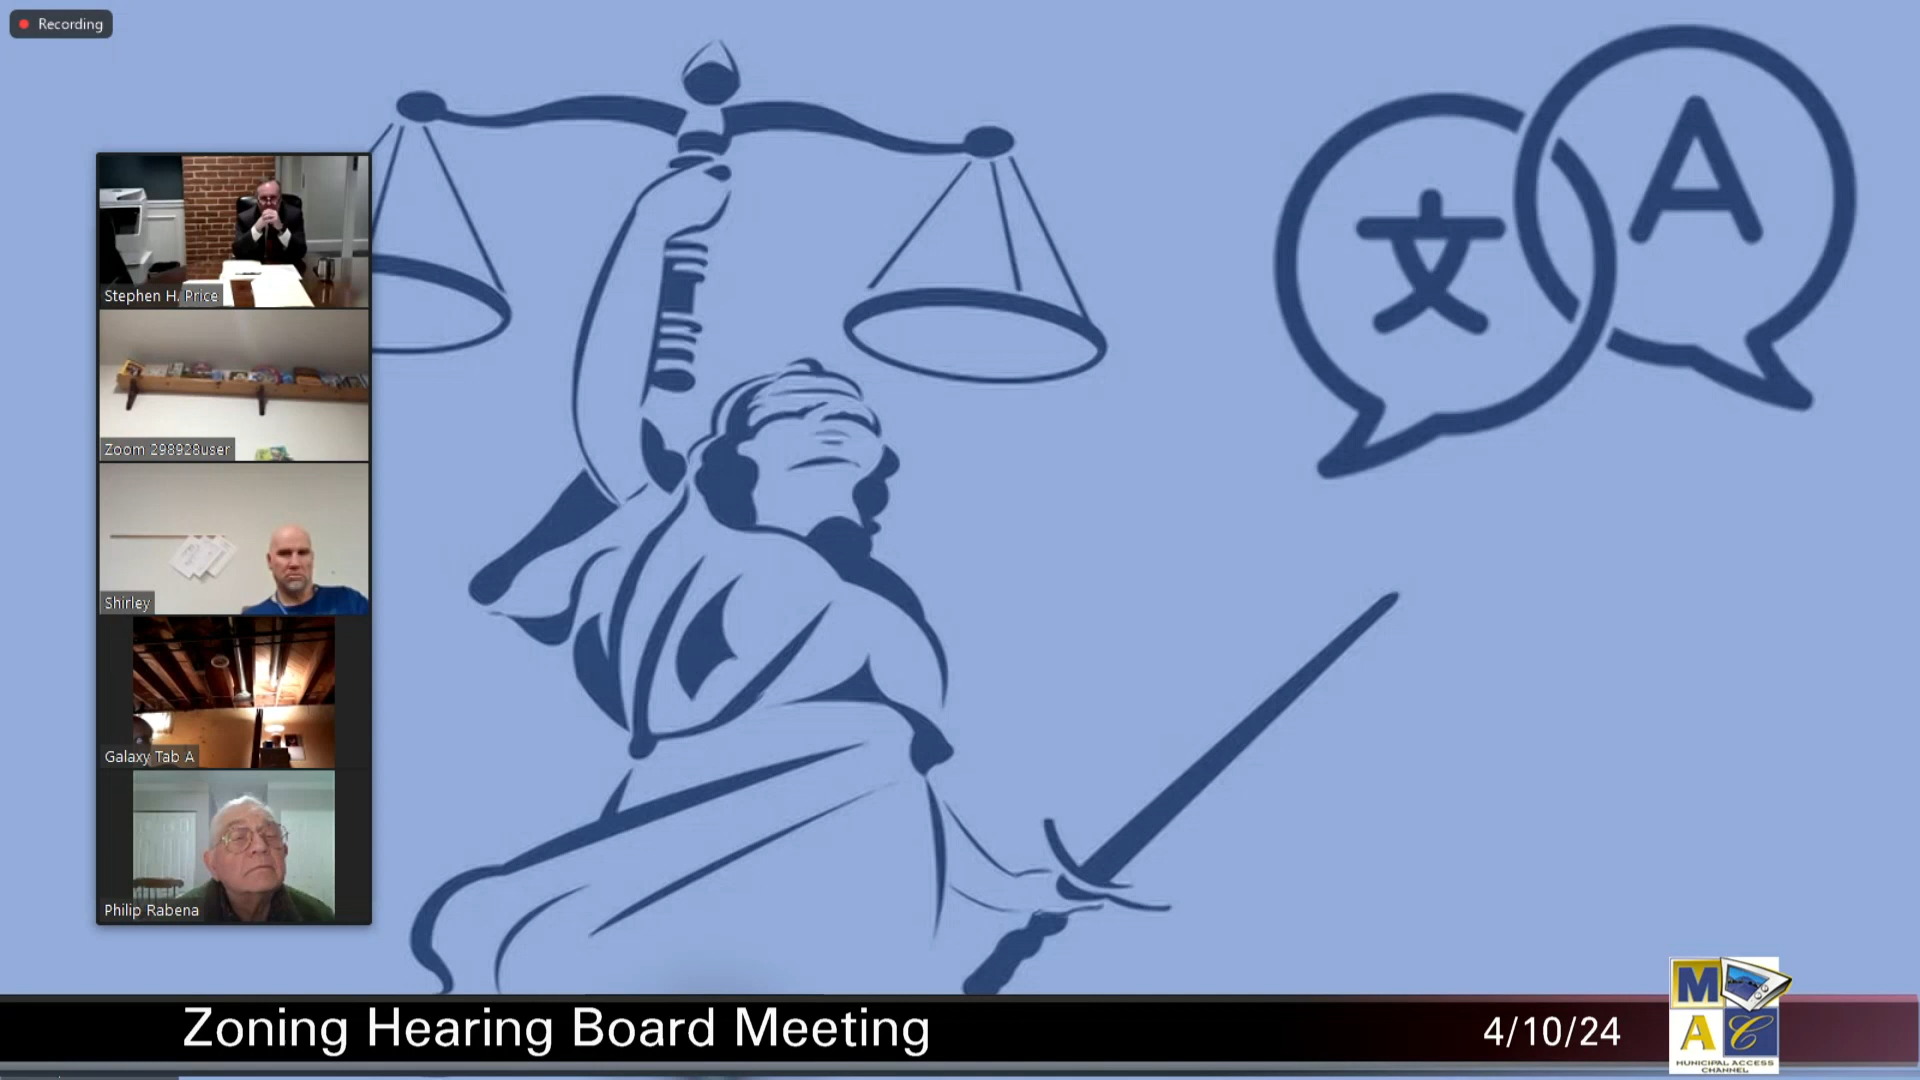 Recording
文
A
Stephen H. Price
Zoom 298928user
Shirley
Galaxy Tab A
Philip Rabena
Zoning Hearing Board Meeting
4/10/24
M
A C
MUNICIPAL ACCESS
CHANNEL